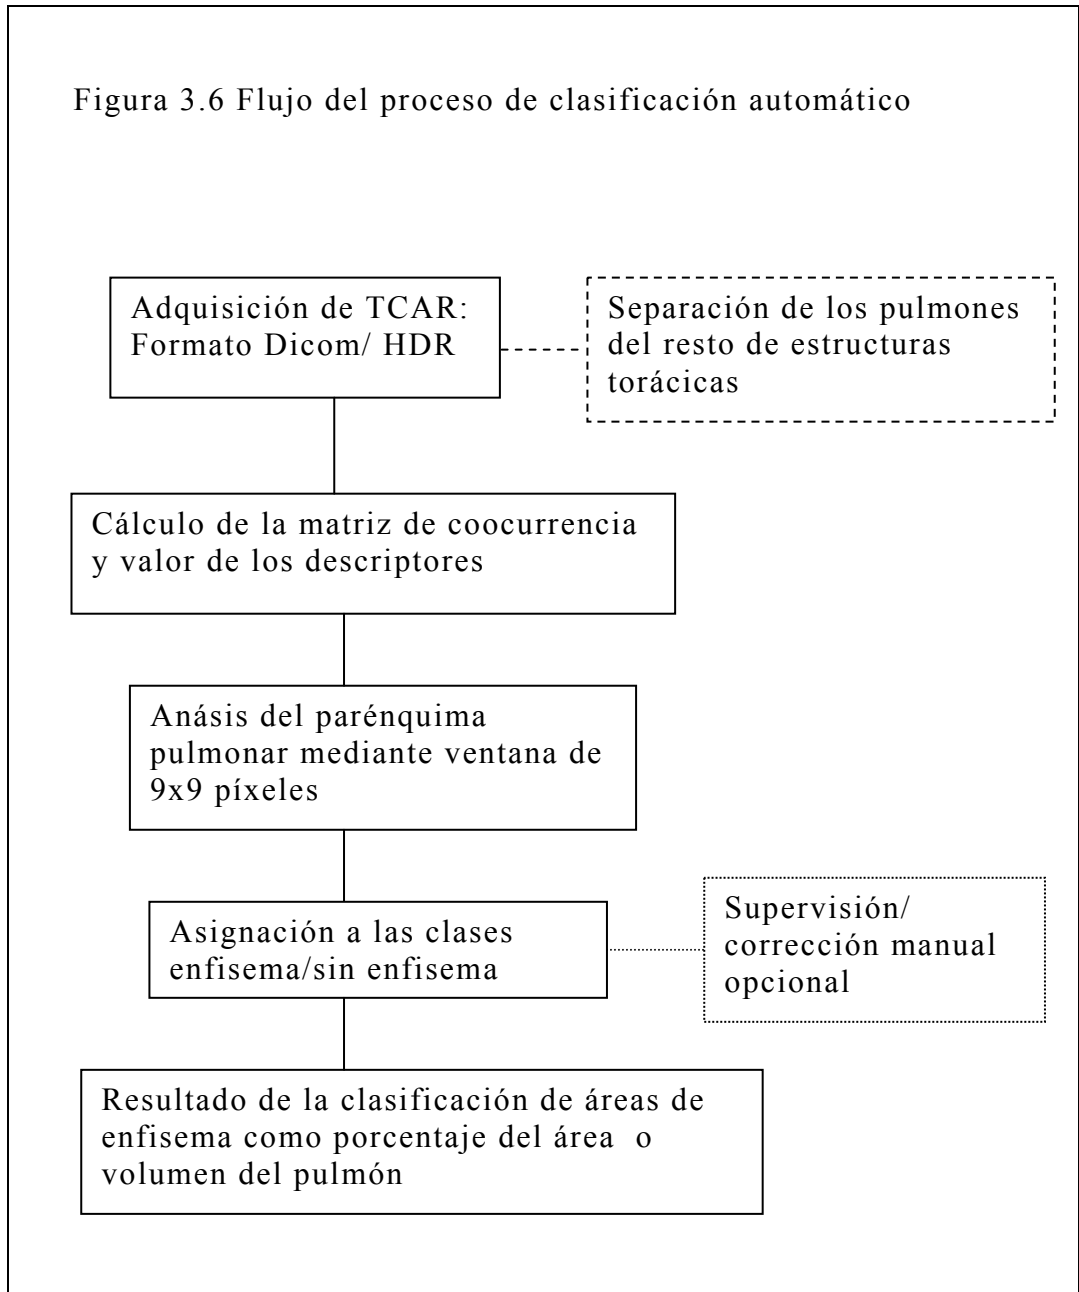 Figura 3.6 Flujo del proceso de clasificación automático
Adquisición de TCAR:
Formato Dicom/ HDR
Separación de los pulmones
del resto de estructuras
torácicas
Cálculo de la matriz de coocurrencia
y valor de los descriptores
Anásis del parénquima
pulmonar mediante ventana de
9x9 píxeles
Asignación a las clases
enfisema/sin enfisema
Supervisión/
corrección manual
opcional
Resultado de la clasificación de áreas de
enfisema como porcentaje del área  o
volumen del pulmón